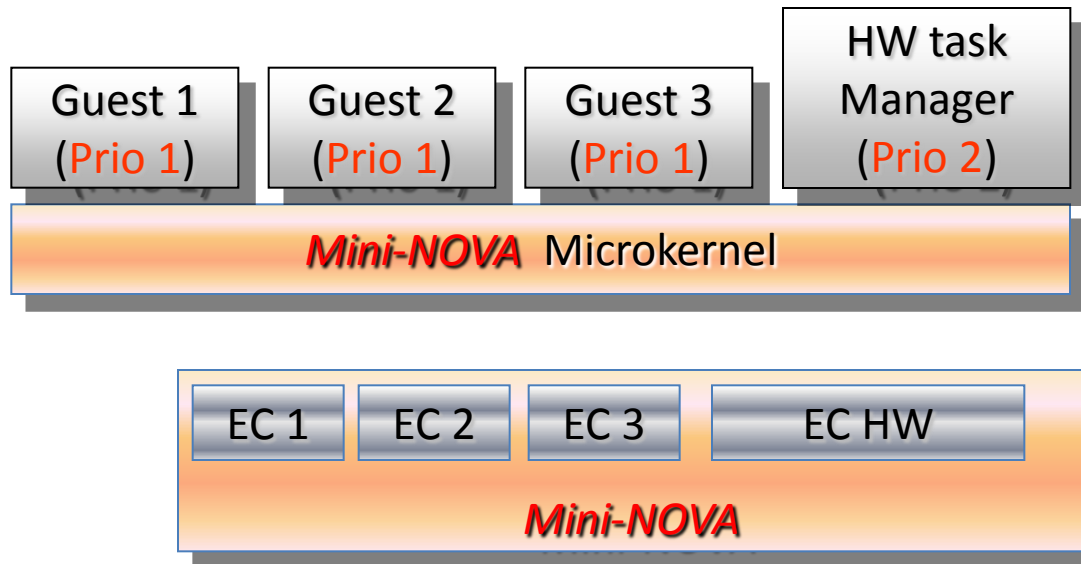 Guest 1
(Prio 1)
Guest 2
(Prio 1)
Guest 3
(Prio 1)
HW task
Manager
(Prio 2)
Mini-NOVA Microkernel
EC 1
EC 2
EC 3
EC HW
Mini-NOVA